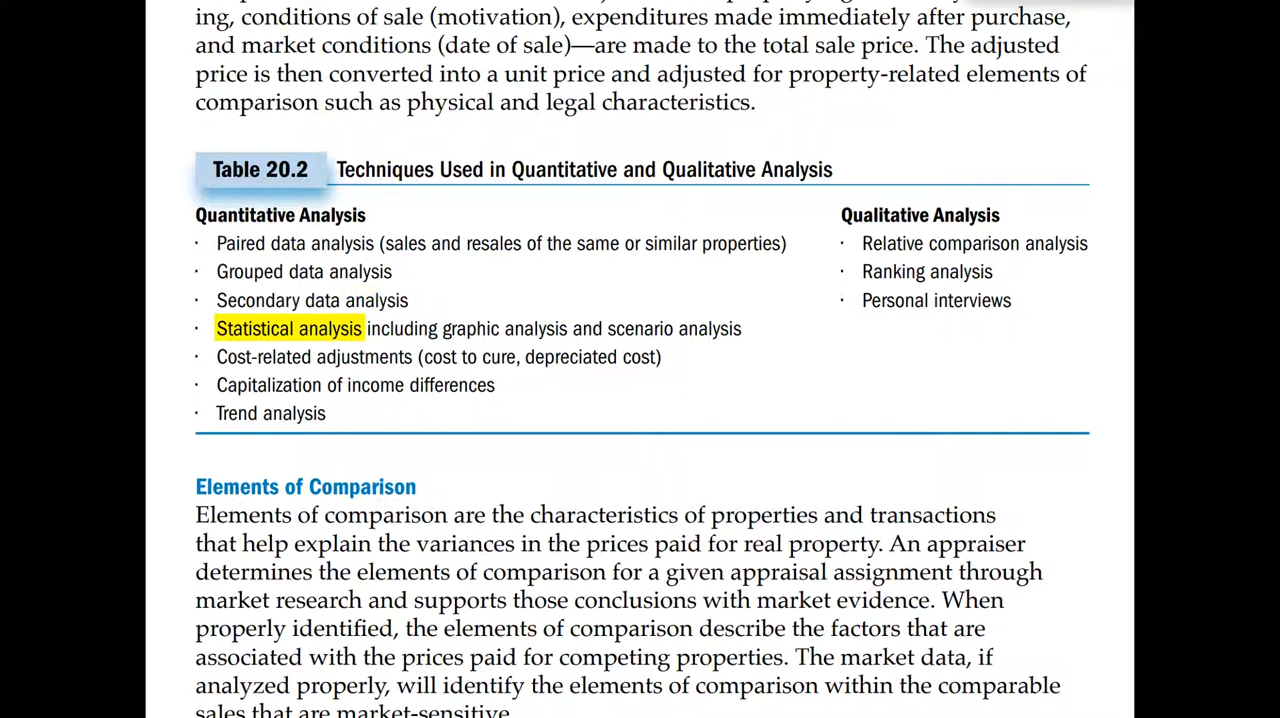 ing, conditions of sale (motivation), expenditures made immediately after purchase,
and market conditions (date of sale)—are made to the total sale price. The adjusted
price is then converted into a unit price and adjusted for property-related elements of
comparison such as physical and legal characteristics.
Table 20.2 Techniques Used in Quantitative and Qualitative Analysis
Quantitative Analysis
· Paired data analysis (sales and resales of the same or similar properties)
· Grouped data analysis
· Secondary data analysis
· Statistical analysis including graphic analysis and scenario analysis
· Cost-related adjustments (cost to cure, depreciated cost)
· Capitalization of income differences
· Trend analysis
Qualitative Analysis
· Relative comparison analysis
· Ranking analysis
· Personal interviews
Elements of Comparison
Elements of comparison are the characteristics of properties and transactions
that help explain the variances in the prices paid for real property. An appraiser
determines the elements of comparison for a given appraisal assignment through
market research and supports those conclusions with market evidence. When
properly identified, the elements of comparison describe the factors that are
associated with the prices paid for competing properties. The market data, if
analyzed properly, will identify the elements of comparison within the comparable
sales that are market-sensitive.